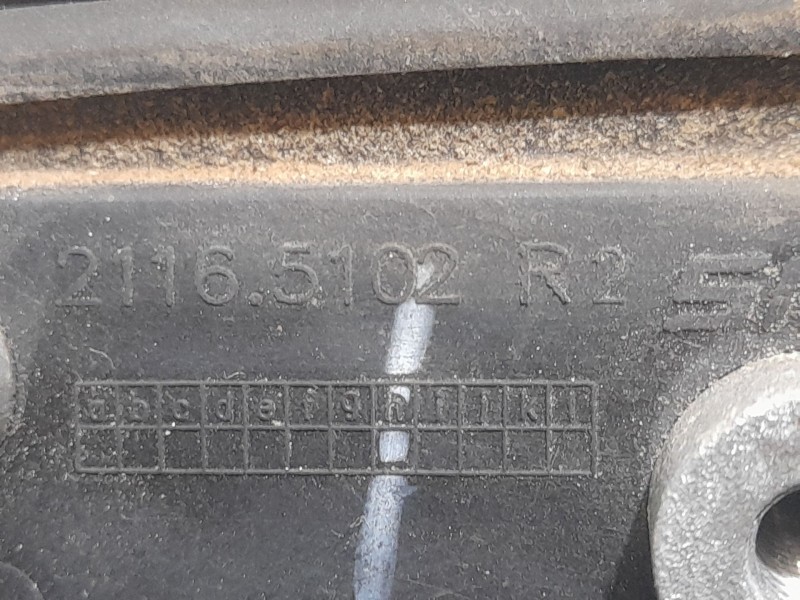 2116.5102 R2
a b c d e f g h i j k l